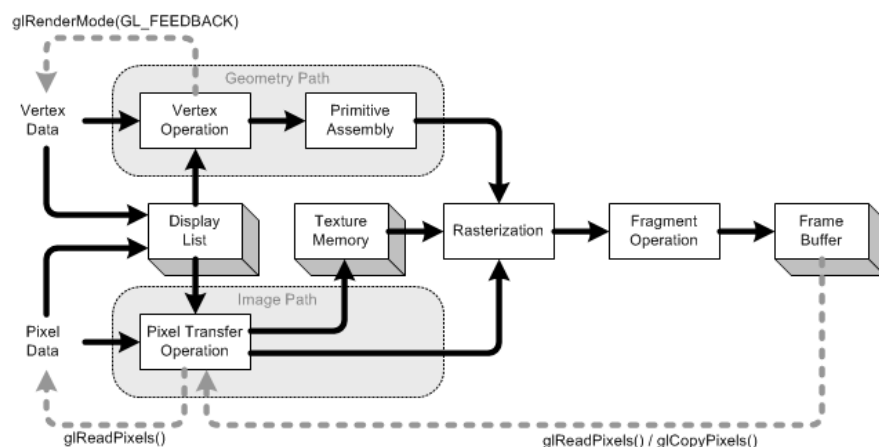 glRenderMode(GL_FEEDBACK)
Geometry Path
Vertex
Data
Vertex
Operation
Primitive
Assembly
Display
List
Texture
Memory
Rasterization
Fragment
Operation
Frame
Buffer
Image Path
Pixel
Data
Pixel Transfer
Operation
glReadPixels()
glReadPixels() / glCopyPixels()